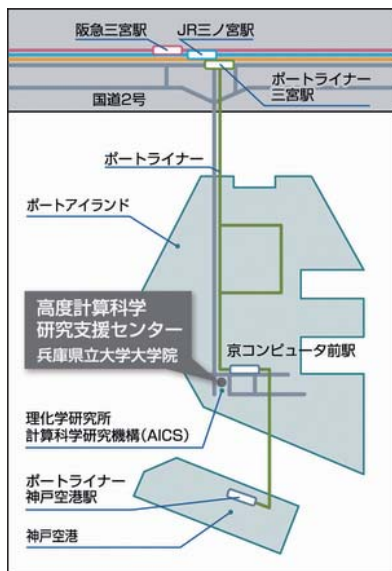 阪急三宮駅
JR三ノ宮駅
ポートライナー
三宮駅
国道2号
ポートライナー
ポートアイランド
高度計算科学
研究支援センター
兵庫県立大学大学院
京コンピュータ前駅
理化学研究所
計算科学研究機構(AICS)
ポートライナー
神戸空港駅
神戸空港